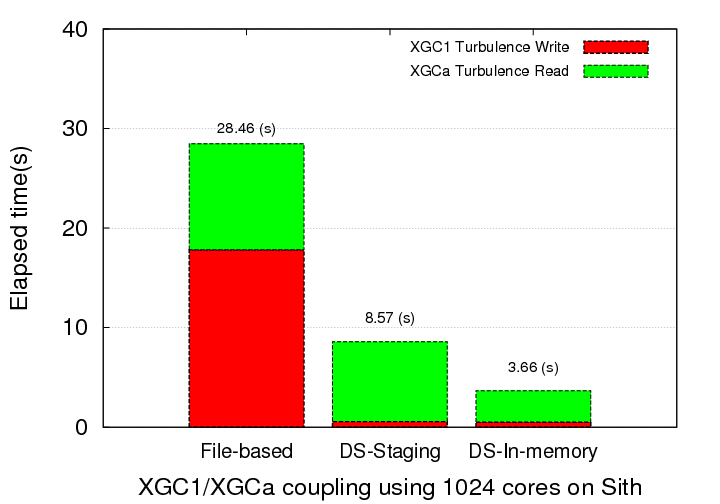 40
XGC1 Turbulence Write
XGCa Turbulence Read
30
28.46 (s)
Elapsed time(s)
20
10
8.57 (s)
3.66 (s)
0
File-based DS-Staging DS-In-memory
XGC1/XGCa coupling using 1024 cores on Sith